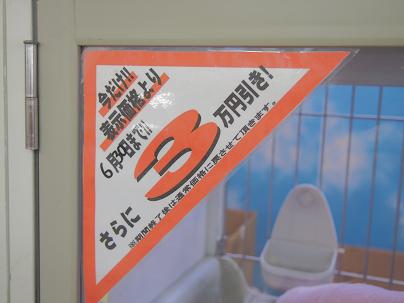 今だけ!!
表示価格より
6月30日まで!!
さらに
3万円引き!
※期間終了後は通常価格に戻させて頂きます。